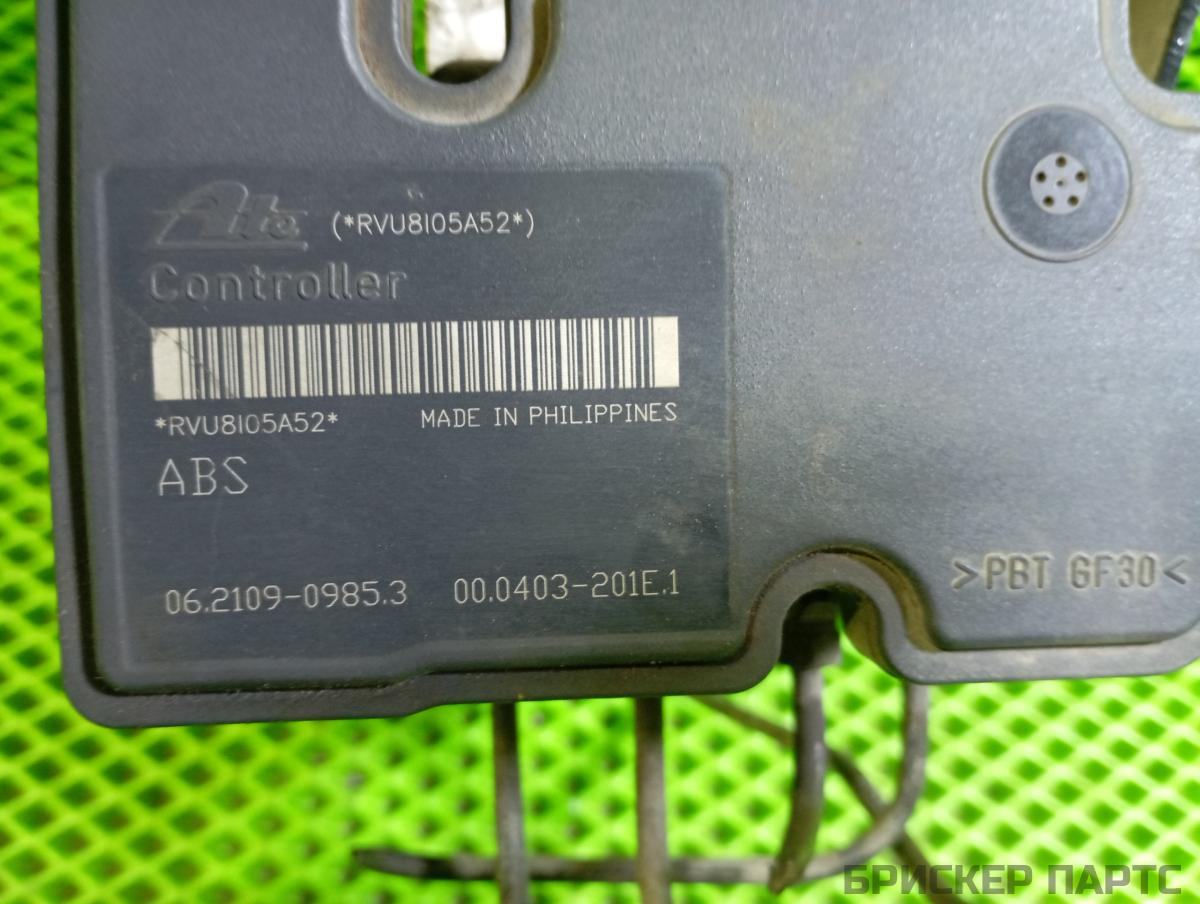 Ate (*RVU8I05A52*)
Controller
*RVU8I05A52* MADE IN PHILIPPINES
ABS
06.2109-0985.3 00.0403-201E.1
>PBT GF30<
БРИСКЕР ПАРТС